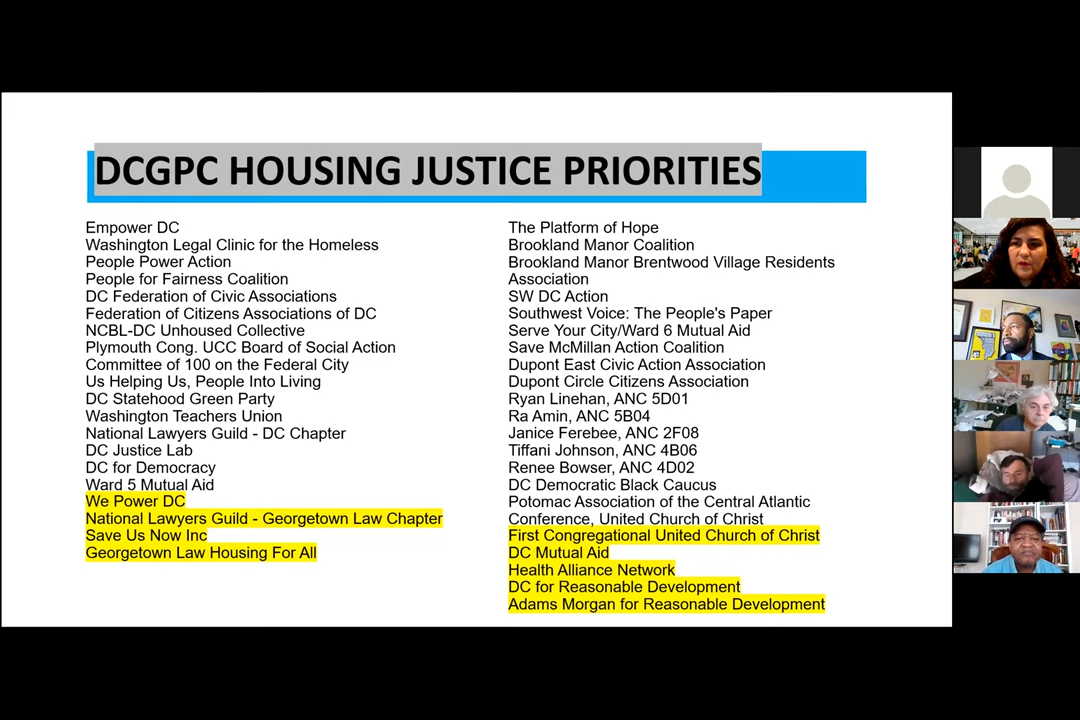 DCGPC HOUSING JUSTICE PRIORITIES
Empower DC
Washington Legal Clinic for the Homeless
People Power Action
People for Fairness Coalition
DC Federation of Civic Associations
Federation of Citizens Associations of DC
NCBL-DC Unhoused Collective
Plymouth Cong. UCC Board of Social Action
Committee of 100 on the Federal City
Us Helping Us, People Into Living
DC Statehood Green Party
Washington Teachers Union
National Lawyers Guild - DC Chapter
DC Justice Lab
DC for Democracy
Ward 5 Mutual Aid
We Power DC
National Lawyers Guild - Georgetown Law Chapter
Save Us Now Inc
Georgetown Law Housing For All
The Platform of Hope
Brookland Manor Coalition
Brookland Manor Brentwood Village Residents
Association
SW DC Action
Southwest Voice: The People's Paper
Serve Your City/Ward 6 Mutual Aid
Save McMillan Action Coalition
Dupont East Civic Action Association
Dupont Circle Citizens Association
Ryan Linehan, ANC 5D01
Ra Amin, ANC 5B04
Janice Ferebee, ANC 2F08
Tiffani Johnson, ANC 4B06
Renee Bowser, ANC 4D02
DC Democratic Black Caucus
Potomac Association of the Central Atlantic
Conference, United Church of Christ
First Congregational United Church of Christ
DC Mutual Aid
Health Alliance Network
DC for Reasonable Development
Adams Morgan for Reasonable Development